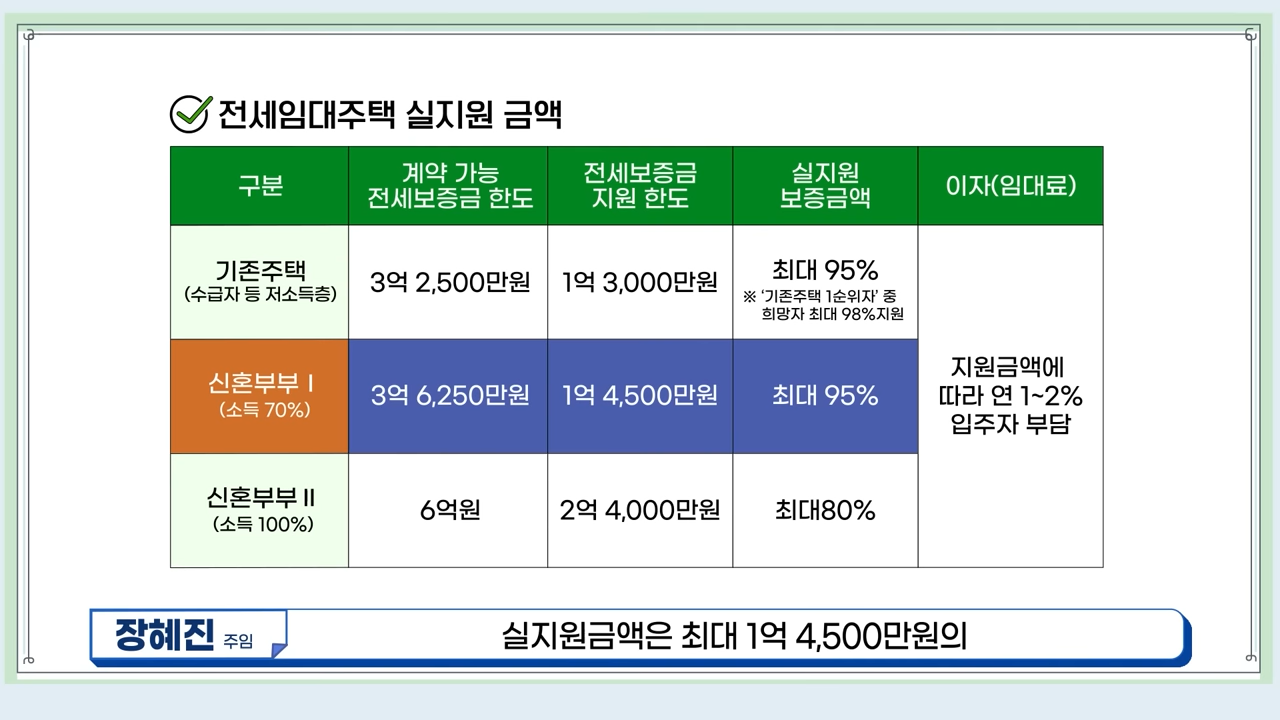 전세임대주택 실지원 금액
구분
계약 가능
전세보증금 한도
전세보증금
지원 한도
실지원
보증금액
이자(임대료)
기존주택
(수급자 등 저소득층)
3억 2,500만원
1억 3,000만원
최대 95%
※ ‘기존주택 1순위자’ 중
희망자 최대 98%지원
신혼부부 Ⅰ
(소득 70%)
3억 6,250만원
1억 4,500만원
최대 95%
지원금액에
따라 연 1~2%
입주자 부담
신혼부부 Ⅱ
(소득 100%)
6억원
2억 4,000만원
최대80%
장혜진 주임
실지원금액은 최대 1억 4,500만원의